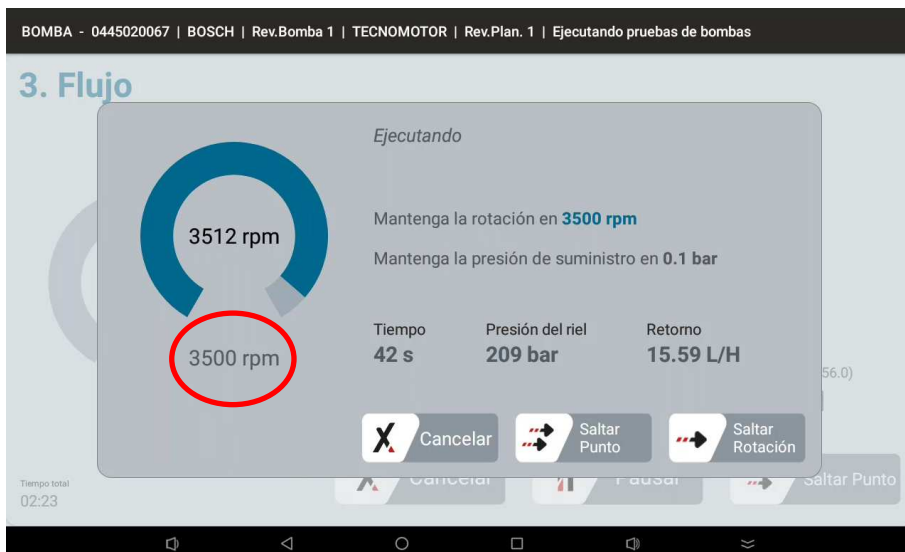 BOMBA - 0445020067 | BOSCH | Rev.Bomba 1 | TECNOMOTOR | Rev.Plan. 1 | Ejecutando pruebas de bombas
3. Flujo
Ejecutando
3512 rpm
Mantenga la rotación en 3500 rpm
Mantenga la presión de suministro en 0.1 bar
3500 rpm
Tiempo Presión del riel Retorno
42 s 209 bar 15.59 L/H
56.0)
Cancelar
Saltar
Punto
Saltar
Rotación
Cancelar Pausar Saltar Punto
Tiempo total
02:23